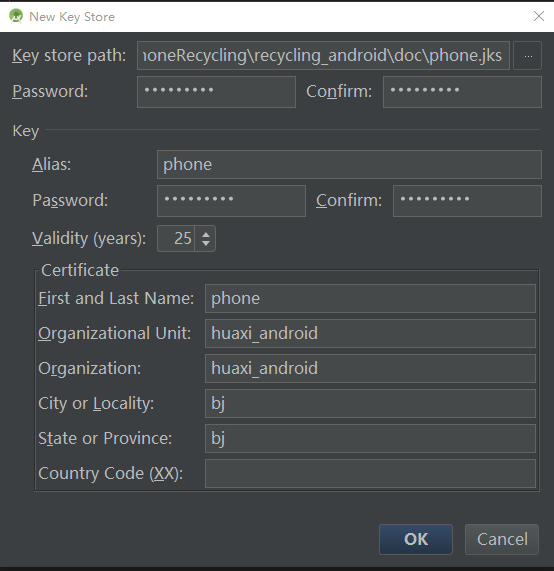 New Key Store
Key store path: honeRecycling\recycling_android\doc\phone.jks ...
Password: ••••••••• Confirm: •••••••••
Key
Alias: phone
Password: ••••••••• Confirm: •••••••••
Validity (years): 25
Certificate
First and Last Name: phone
Organizational Unit: huaxi_android
Organization: huaxi_android
City or Locality: bj
State or Province: bj
Country Code (XX):
OK Cancel